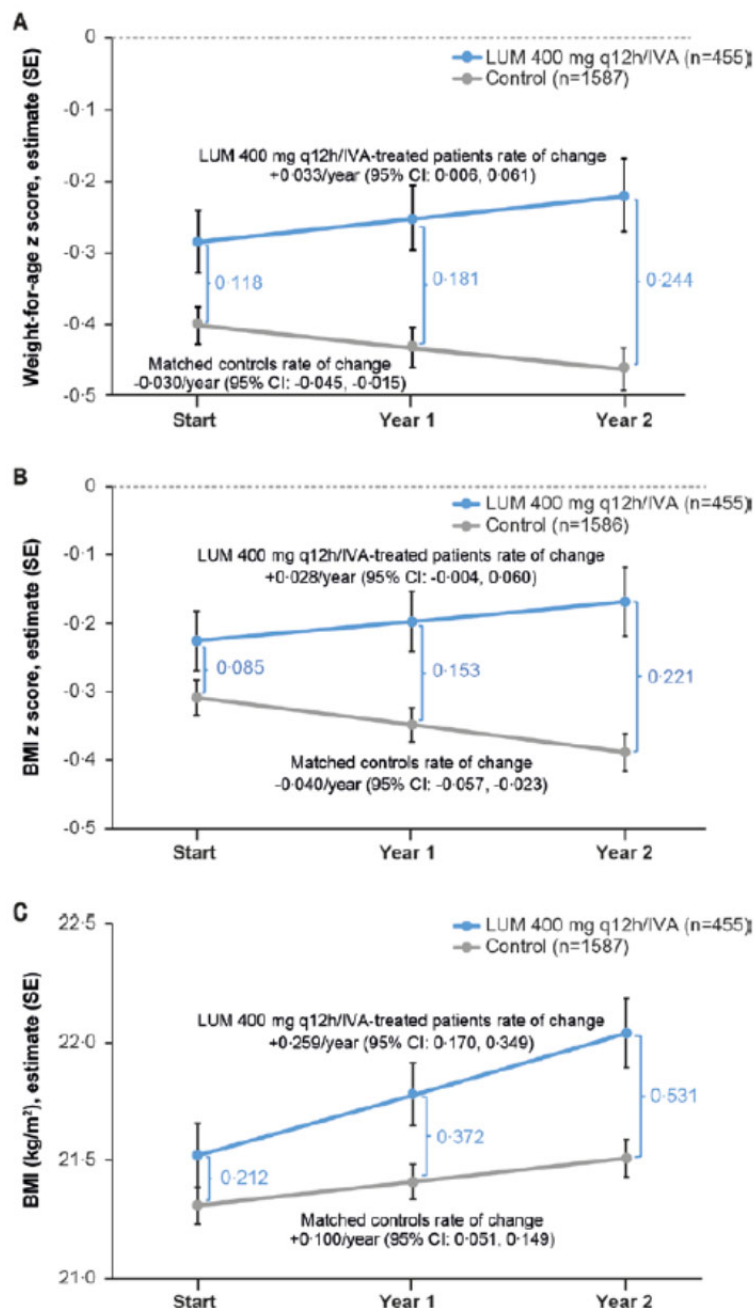 A
Weight-for-age z score, estimate (SE)
0
-0·1
-0·2
-0·3
-0·4
-0·5
LUM 400 mg q12h/IVA (n=455)
Control (n=1587)
LUM 400 mg q12h/IVA-treated patients rate of change
+0·033/year (95% CI: 0·006, 0·061)
0·118
0·181
0·244
Matched controls rate of change
-0·030/year (95% CI: -0·045, -0·015)
Start
Year 1
Year 2
B
BMI z score, estimate (SE)
0
-0·1
-0·2
-0·3
-0·4
-0·5
LUM 400 mg q12h/IVA (n=455)
Control (n=1586)
LUM 400 mg q12h/IVA-treated patients rate of change
+0·028/year (95% CI: -0·004, 0·060)
0·085
0·153
0·221
Matched controls rate of change
-0·040/year (95% CI: -0·057, -0·023)
Start
Year 1
Year 2
C
BMI (kg/m²), estimate (SE)
22·5
22·0
21·5
21·0
LUM 400 mg q12h/IVA (n=455)
Control (n=1587)
LUM 400 mg q12h/IVA-treated patients rate of change
+0·259/year (95% CI: 0·170, 0·349)
0·212
0·372
0·531
Matched controls rate of change
+0·100/year (95% CI: 0·051, 0·149)
Start
Year 1
Year 2